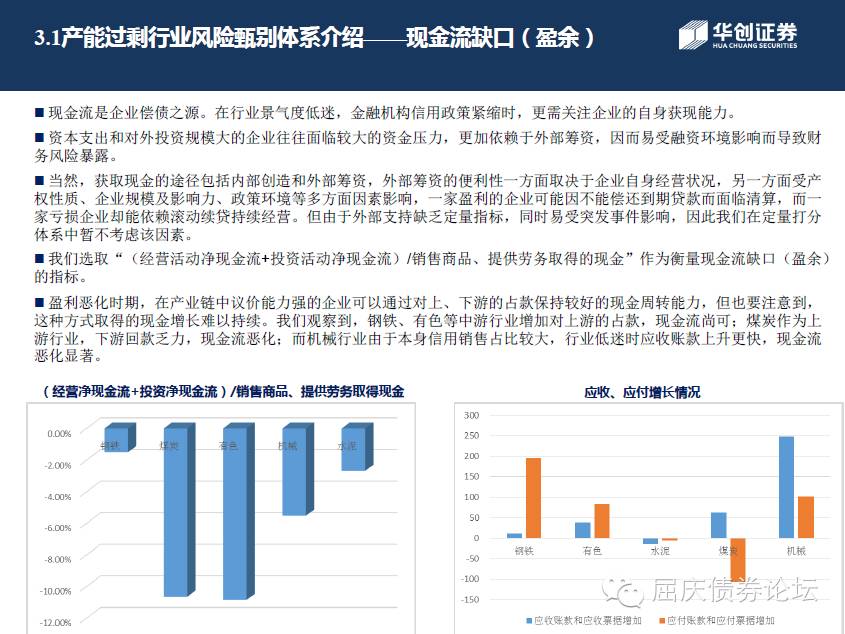 3.1产能过剩行业风险甄别体系介绍——现金流缺口（盈余）
华创证券
HUA CHUANG SECURITIES
■ 现金流是企业偿债之源。在行业景气度低迷，金融机构信用政策紧缩时，更需关注企业的自身获现能力。
■ 资本支出和对外投资规模大的企业往往面临较大的资金压力，更加依赖于外部筹资，因而易受融资环境影响而导致财
务风险暴露。
■ 当然，获取现金的途径包括内部创造和外部筹资，外部筹资的便利性一方面取决于企业自身经营状况，另一方面受产
权性质、企业规模及影响力、政策环境等多方面因素影响，一家盈利的企业可能因不能偿还到期贷款而面临清算，而一
家亏损企业却能依赖滚动续贷持续经营。但由于外部支持缺乏定量指标，同时易受突发事件影响，因此我们在定量打分
体系中暂不考虑该因素。
■ 我们选取“（经营活动净现金流+投资活动净现金流）/销售商品、提供劳务取得的现金”作为衡量现金流缺口（盈余）
的指标。
■ 盈利恶化时期，在产业链中议价能力强的企业可以通过对上、下游的占款保持较好的现金周转能力，但也要注意到，
这种方式取得的现金增长难以持续。我们观察到，钢铁、有色等中游行业增加对上游的占款，现金流尚可；煤炭作为上
游行业，下游回款乏力，现金流恶化；而机械行业由于本身信用销售占比较大，行业低迷时应收账款上升更快，现金流
恶化显著。
（经营净现金流+投资净现金流）/销售商品、提供劳务取得现金
0.00%
-2.00%
-4.00%
-6.00%
-8.00%
-10.00%
-12.00%
钢铁 煤炭 有色 机械 水泥
应收、应付增长情况
300
250
200
150
100
50
0
-50
-100
-150
钢铁 有色 水泥 煤炭 机械
■应收账款和应收票据增加 ■应付账款和应付票据增加
屈庆债券论坛